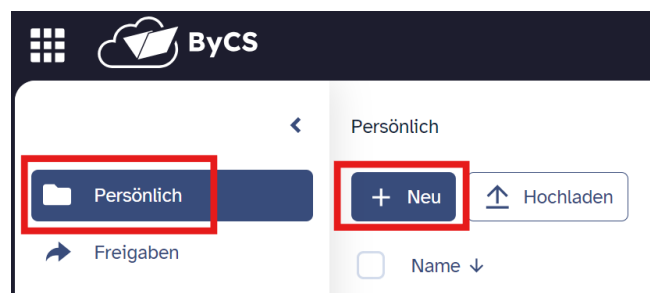 ByCS
Persönlich
Persönlich
Neu
Hochladen
Freigaben
Name